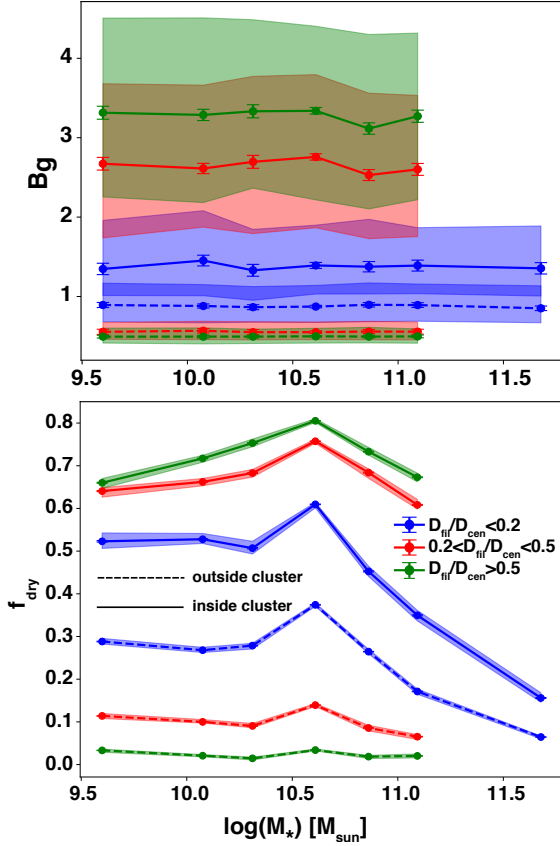 4
3
2
1
Bg
9.5 10.0 10.5 11.0 11.5
0.8
0.7
0.6
0.5
0.4
0.3
0.2
0.1
0.0
f_dry
D_fil/D_cen<0.2
0.2<D_fil/D_cen<0.5
D_fil/D_cen>0.5
outside cluster
inside cluster
9.5 10.0 10.5 11.0 11.5
log(M_*) [M_sun]